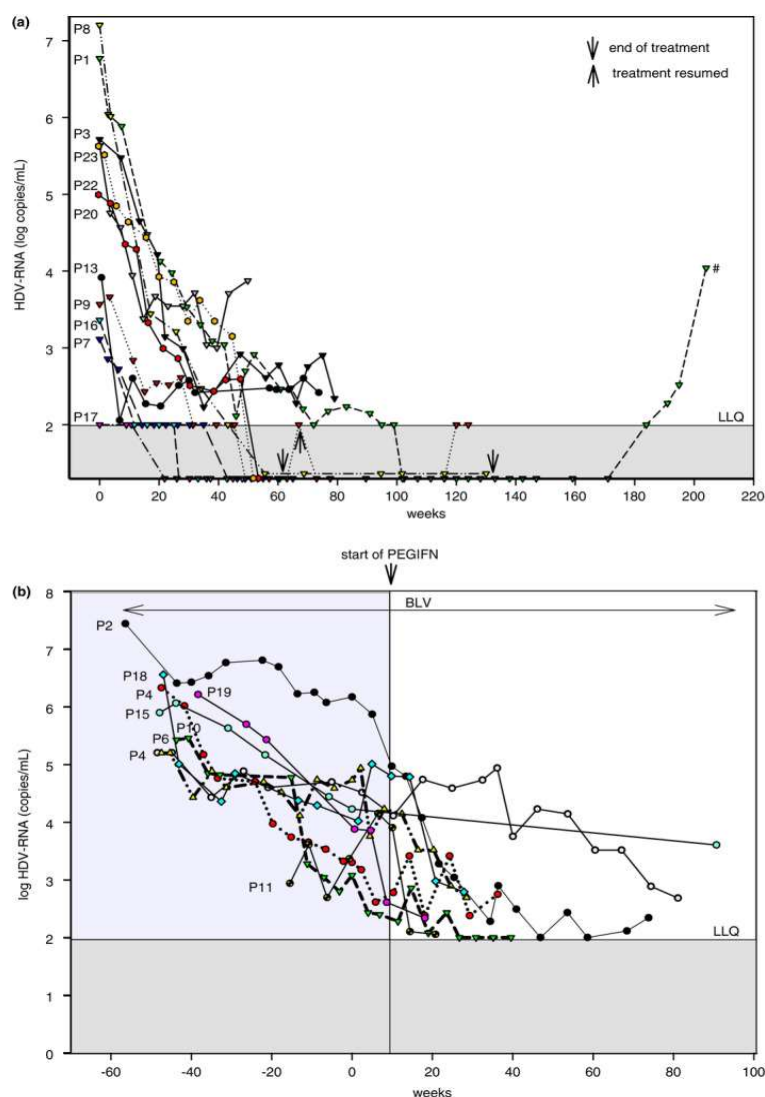 (a)
P8
P1
P3
P23
P22
P20
P13
P9
P16
P7
P17
HDV-RNA (log copies/mL)
7
6
5
4
3
2
end of treatment
treatment resumed
#
LLQ
0 20 40 60 80 100 120 140 160 180 200 220
weeks
start of PEGIFN
(b)
BLV
P2
P18
P4
P19
P15
P10
P6
P4
P11
log HDV-RNA (copies/mL)
8
7
6
5
4
3
2
1
0
LLQ
-60 -40 -20 0 20 40 60 80 100
weeks